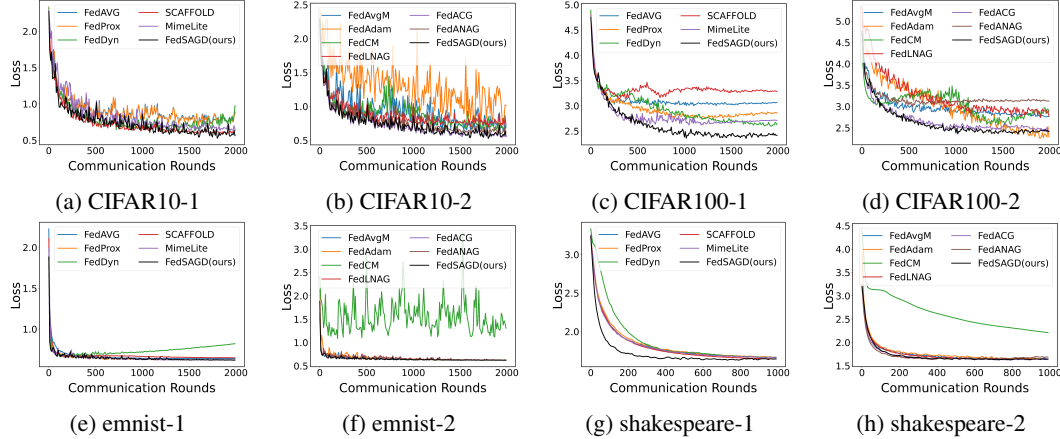 2.5
2.0
1.5
1.0
0.5
Loss
FedAVG
FedProx
FedDyn
SCAFFOLD
MimeLite
FedSAGD(ours)
0 500 1000 1500 2000
Communication Rounds
(a) CIFAR10-1
2.5
2.0
1.5
1.0
0.5
Loss
FedAvgM
FedAdam
FedCM
FedLNAG
FedACG
FedANAG
FedSAGD(ours)
0 500 1000 1500 2000
Communication Rounds
(b) CIFAR10-2
5.0
4.5
4.0
3.5
3.0
2.5
Loss
FedAVG
FedProx
FedDyn
SCAFFOLD
MimeLite
FedSAGD(ours)
0 500 1000 1500 2000
Communication Rounds
(c) CIFAR100-1
5.0
4.5
4.0
3.5
3.0
2.5
Loss
FedAvgM
FedAdam
FedCM
FedLNAG
FedACG
FedANAG
FedSAGD(ours)
0 500 1000 1500 2000
Communication Rounds
(d) CIFAR100-2
2.0
1.5
1.0
Loss
FedAVG
FedProx
FedDyn
SCAFFOLD
MimeLite
FedSAGD(ours)
0 500 1000 1500 2000
Communication Rounds
(e) emnist-1
3.5
3.0
2.5
2.0
1.5
1.0
0.5
Loss
FedAvgM
FedAdam
FedCM
FedLNAG
FedACG
FedANAG
FedSAGD(ours)
0 500 1000 1500 2000
Communication Rounds
(f) emnist-2
3.0
2.5
2.0
Loss
FedAVG
FedProx
FedDyn
SCAFFOLD
MimeLite
FedSAGD(ours)
0 200 400 600 800 1000
Communication Rounds
(g) shakespeare-1
4.5
4.0
3.5
3.0
2.5
2.0
1.5
Loss
FedAvgM
FedAdam
FedCM
FedLNAG
FedACG
FedANAG
FedSAGD(ours)
0 200 400 600 800 1000
Communication Rounds
(h) shakespeare-2